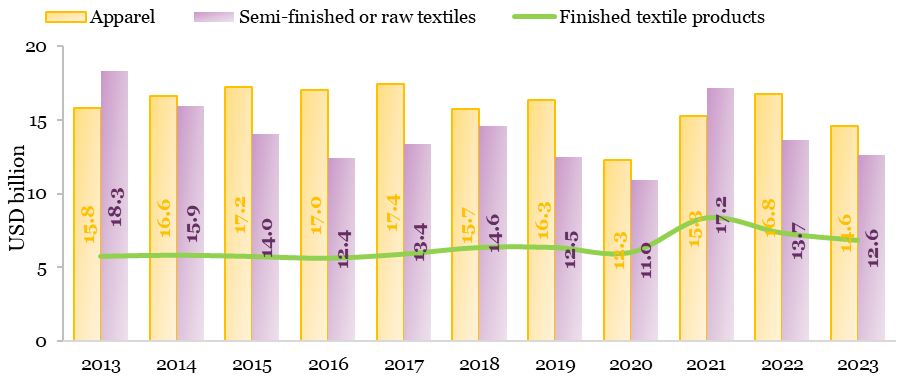 Apparel Semi-finished or raw textiles Finished textile products
USD billion
20
15
10
5
0
15.8 18.3 16.6 15.9 17.2 14.0 17.0 12.4 17.4 13.4 15.7 14.6 16.3 12.5 12.3 11.0 15.3 17.2 16.8 13.7 14.6 12.6
2013 2014 2015 2016 2017 2018 2019 2020 2021 2022 2023